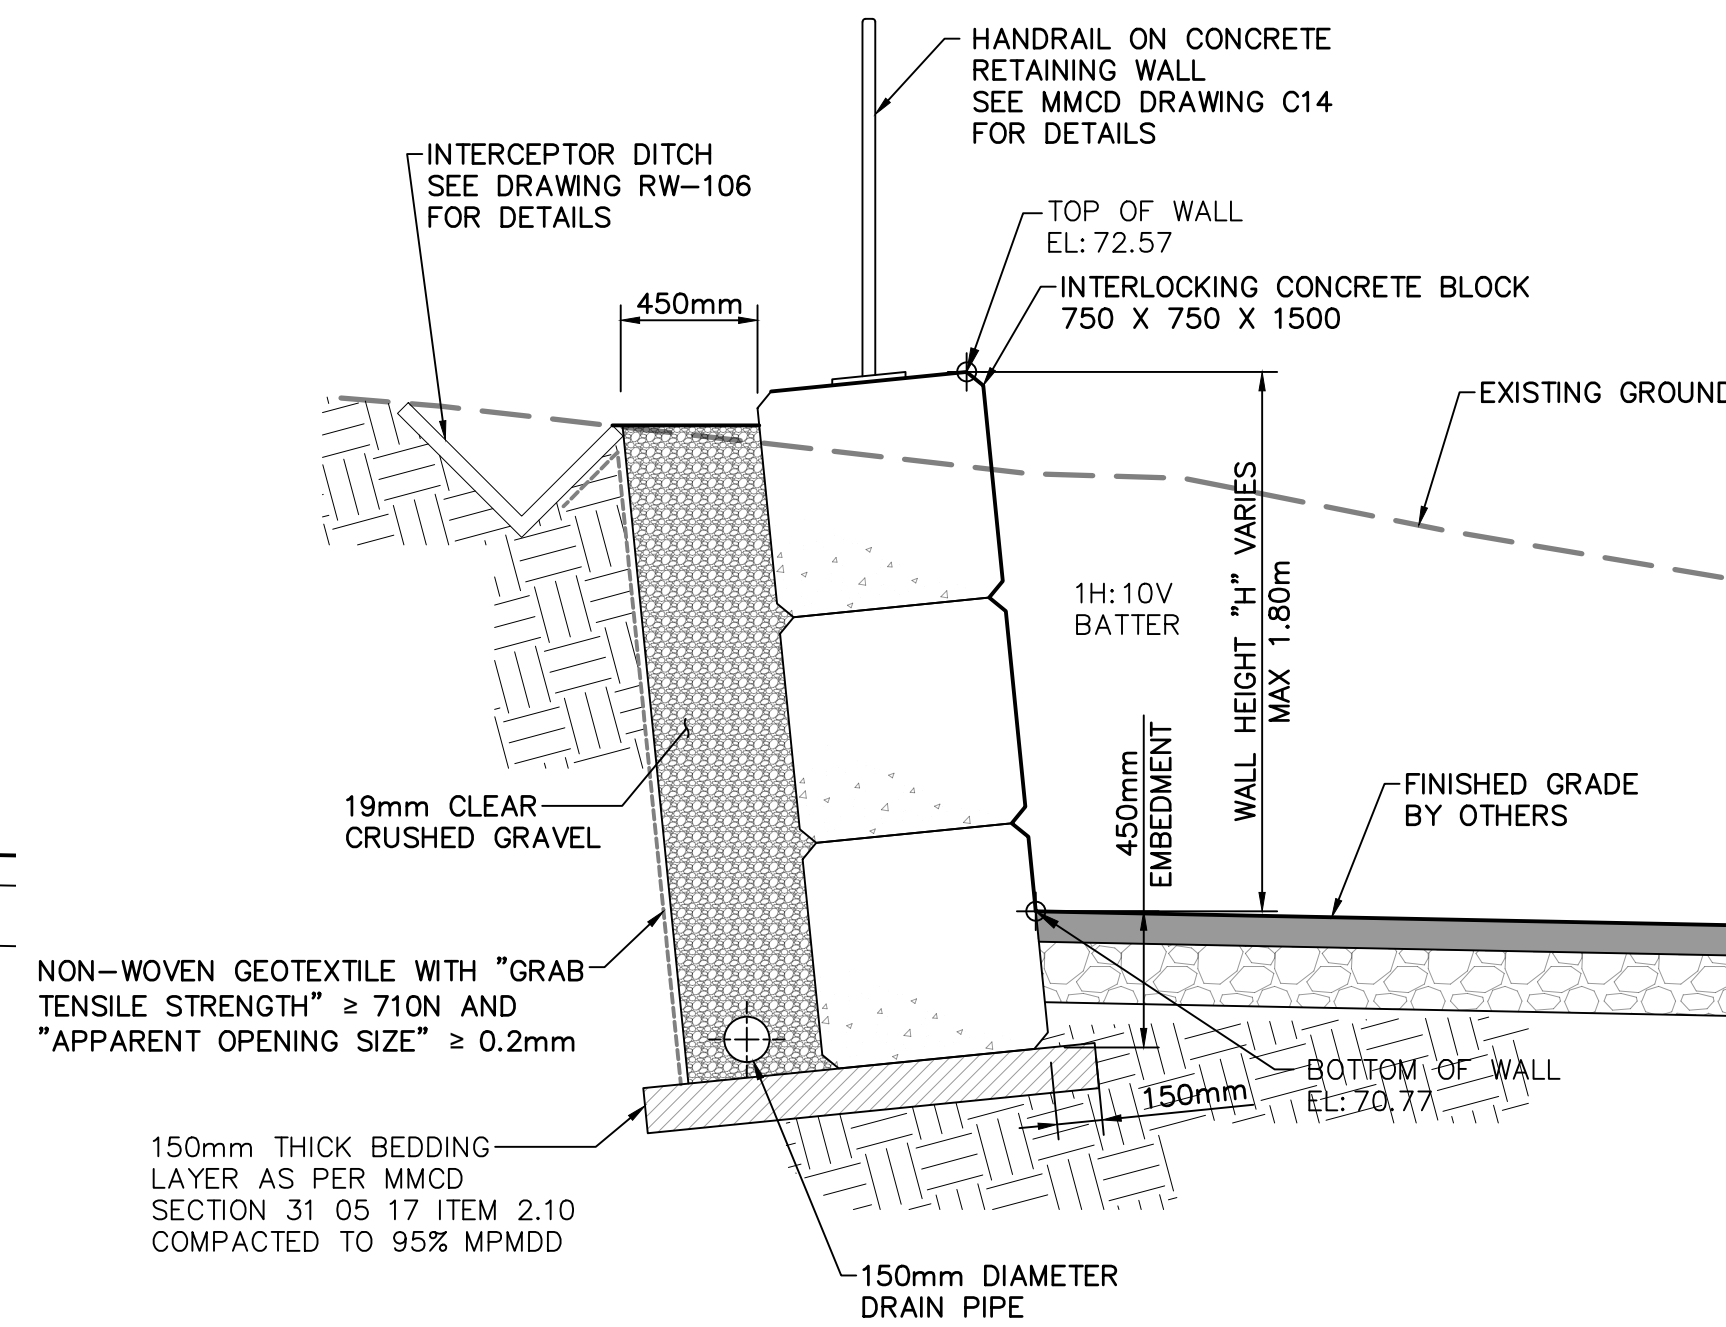 HANDRAIL ON CONCRETE
RETAINING WALL
SEE MMCD DRAWING C14
FOR DETAILS
INTERCEPTOR DITCH
SEE DRAWING RW-106
FOR DETAILS
TOP OF WALL
EL: 72.57
INTERLOCKING CONCRETE BLOCK
750 X 750 X 1500
450mm
EXISTING GROUND
WALL HEIGHT "H" VARIES
MAX 1.80m
1H: 10V
BATTER
450mm
EMBEDMENT
FINISHED GRADE
BY OTHERS
19mm CLEAR
CRUSHED GRAVEL
NON-WOVEN GEOTEXTILE WITH "GRAB
TENSILE STRENGTH" ≥ 710N AND
"APPARENT OPENING SIZE" ≥ 0.2mm
BOTTOM OF WALL
EL: 70.77
150mm
150mm THICK BEDDING
LAYER AS PER MMCD
SECTION 31 05 17 ITEM 2.10
COMPACTED TO 95% MPMDD
150mm DIAMETER
DRAIN PIPE